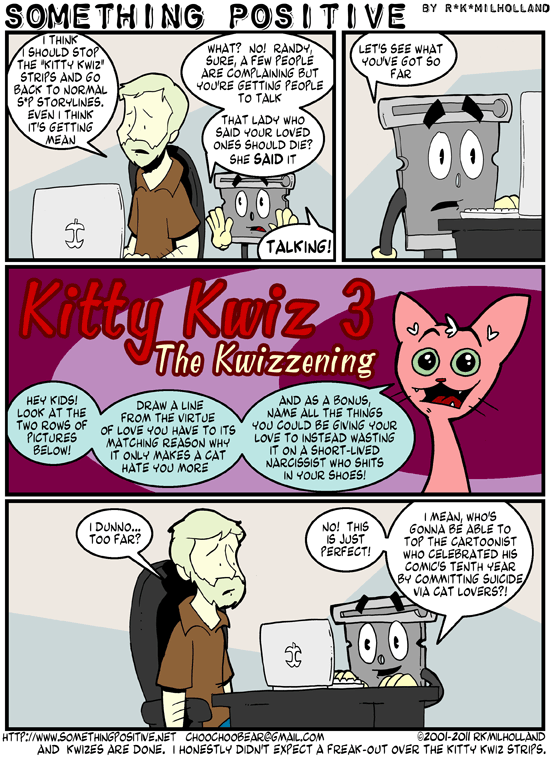 SOMETHING POSITIVE BY R*K*MILHOLLAND
I THINK
I SHOULD STOP
THE "KITTY KWIZ"
STRIPS AND GO
BACK TO NORMAL
S*P STORYLINES.
EVEN I THINK
IT'S GETTING
MEAN
WHAT? NO! RANDY,
SURE, A FEW PEOPLE
ARE COMPLAINING BUT
YOU'RE GETTING PEOPLE
TO TALK
THAT LADY WHO
SAID YOUR LOVED
ONES SHOULD DIE?
SHE SAID IT
TALKING!
LET'S SEE WHAT
YOU'VE GOT SO
FAR
Kitty Kwiz 3
The Kwizzening
HEY KIDS!
LOOK AT THE
TWO ROWS OF
PICTURES
BELOW!
DRAW A LINE
FROM THE VIRTUE
OF LOVE YOU HAVE TO ITS
MATCHING REASON WHY
IT ONLY MAKES A CAT
HATE YOU MORE
AND AS A BONUS,
NAME ALL THE THINGS
YOU COULD BE GIVING YOUR
LOVE TO INSTEAD WASTING
IT ON A SHORT-LIVED
NARCISSIST WHO SHITS
IN YOUR SHOES!
I DUNNO...
TOO FAR?
NO! THIS
IS JUST
PERFECT!
I MEAN, WHO'S
GONNA BE ABLE TO
TOP THE CARTOONIST
WHO CELEBRATED HIS
COMIC'S TENTH YEAR
BY COMMITTING SUICIDE
VIA CAT LOVERS?!
HTTP://WWW.SOMETHINGPOSITIVE.NET CHOOCHOOBEAR@GMAIL.COM ©2001-2011 RKMILHOLLAND
AND KWIZES ARE DONE. I HONESTLY DIDN'T EXPECT A FREAK-OUT OVER THE KITTY KWIZ STRIPS.